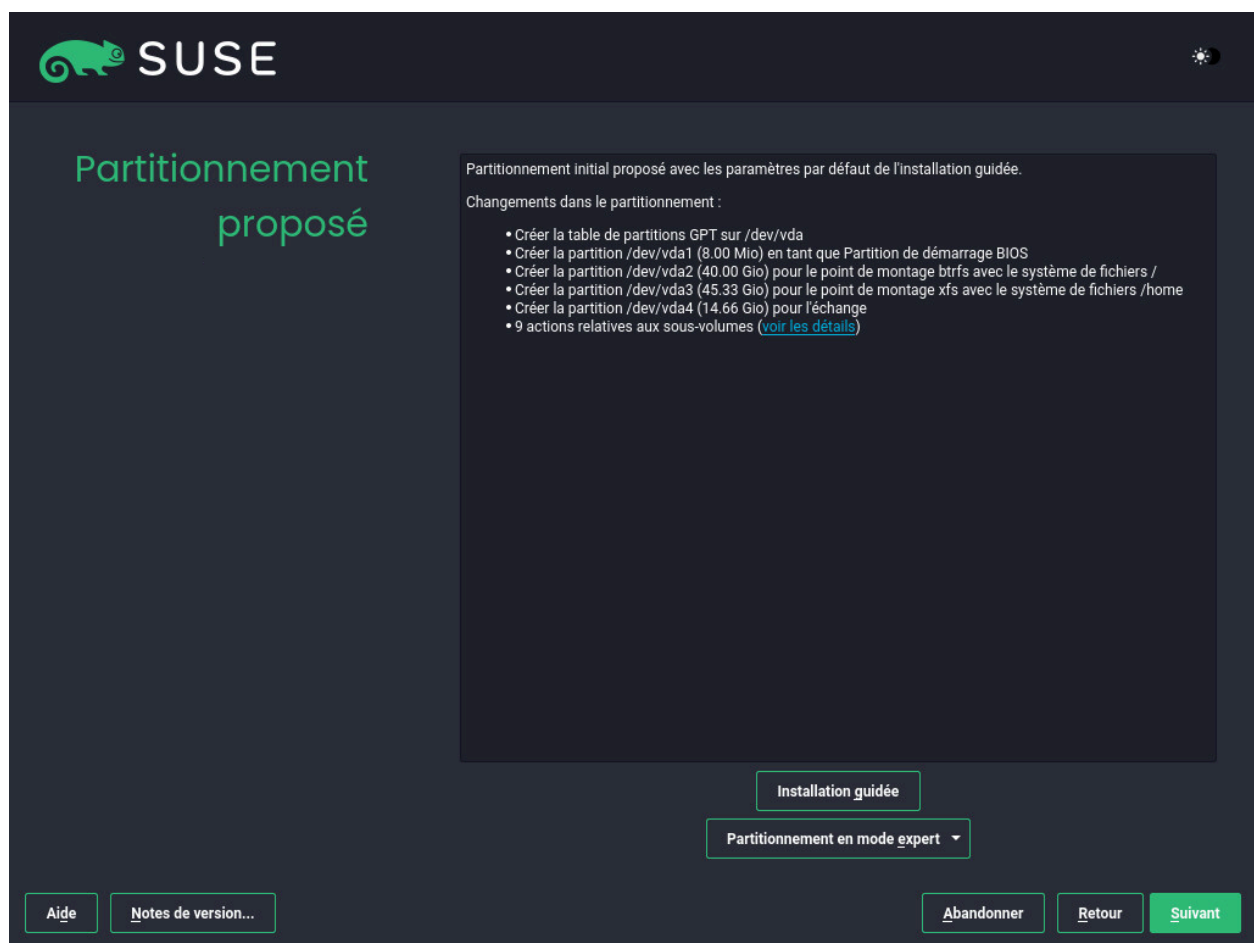 SUSE
Partitionnement
proposé
Partitionnement initial proposé avec les paramètres par défaut de l'installation guidée.
Changements dans le partitionnement :
• Créer la table de partitions GPT sur /dev/vda
• Créer la partition /dev/vda1 (8.00 Mio) en tant que Partition de démarrage BIOS
• Créer la partition /dev/vda2 (40.00 Gio) pour le point de montage btrfs avec le système de fichiers /
• Créer la partition /dev/vda3 (45.33 Gio) pour le point de montage xfs avec le système de fichiers /home
• Créer la partition /dev/vda4 (14.66 Gio) pour l'échange
• 9 actions relatives aux sous-volumes (voir les détails)
Installation guidée
Partitionnement en mode expert
Aide
Notes de version...
Abandonner
Retour
Suivant